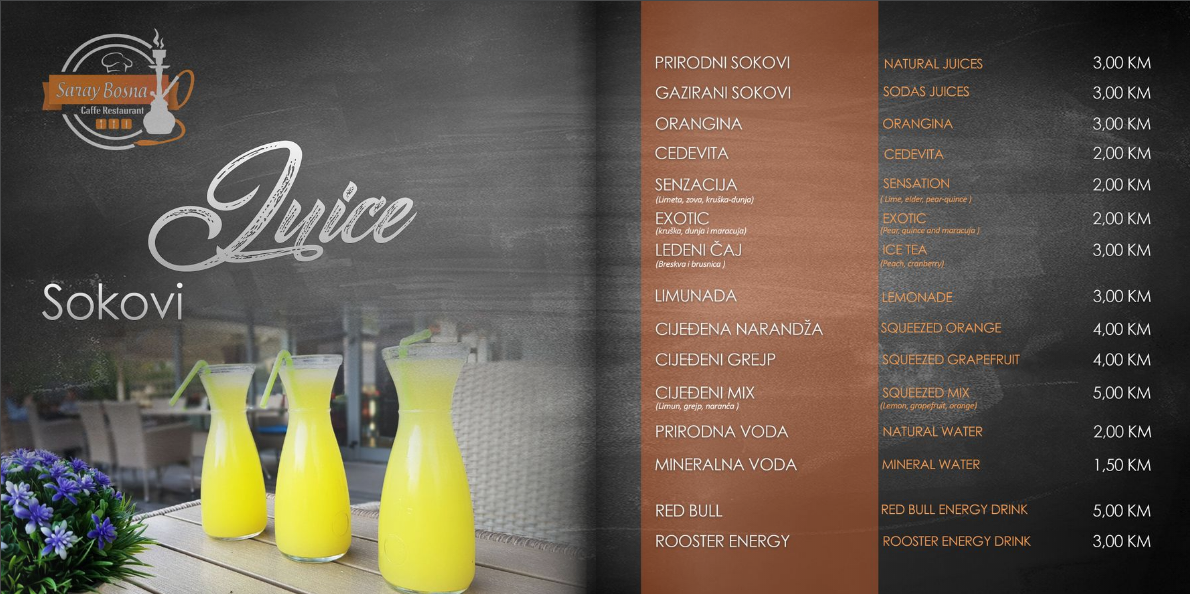 Saray Bosna
Caffe Restaurant
Juice
Sokovi
PRIRODNI SOKOVI NATURAL JUICES 3,00 KM
GAZIRANI SOKOVI SODAS JUICES 3,00 KM
ORANGINA ORANGINA 3,00 KM
CEDEVITA CEDEVITA 2,00 KM
SENZACIJA SENSATION 2,00 KM
(Limeta, zova, kruška-dunja) ( Lime, elder, pear-quince )
EXOTIC EXOTIC 2,00 KM
(kruška, dunja i maracuja) (Pear, quince and maracuja )
LEDENI ČAJ ICE TEA 3,00 KM
(Breskva i brusnica ) (Peach, cranberry)
LIMUNADA LEMONADE 3,00 KM
CIJEĐENA NARANDŽA SQUEEZED ORANGE 4,00 KM
CIJEĐENI GREJP SQUEEZED GRAPEFRUIT 4,00 KM
CIJEĐENI MIX SQUEEZED MIX 5,00 KM
(Limun, grejp, naranča ) (Lemon, grapefruit, orange)
PRIRODNA VODA NATURAL WATER 2,00 KM
MINERALNA VODA MINERAL WATER 1,50 KM
RED BULL RED BULL ENERGY DRINK 5,00 KM
ROOSTER ENERGY ROOSTER ENERGY DRINK 3,00 KM